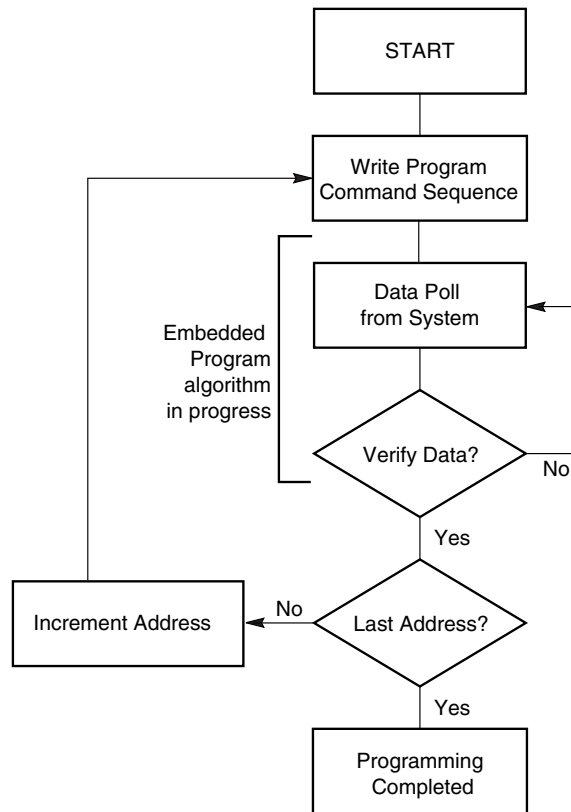 START
Write Program
Command Sequence
Data Poll
from System
Embedded
Program
algorithm
in progress
Verify Data?
No
Yes
No
Increment Address
Last Address?
Yes
Programming
Completed